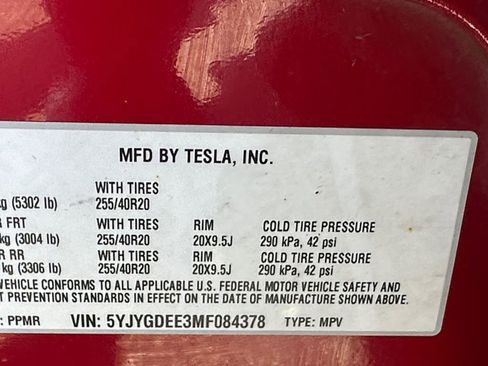 MFD BY TESLA, INC.
WITH TIRES
kg (5302 lb) 255/40R20
R FRT WITH TIRES RIM COLD TIRE PRESSURE
kg (3004 lb) 255/40R20 20X9.5J 290 kPa, 42 psi
R RR WITH TIRES RIM COLD TIRE PRESSURE
kg (3306 lb) 255/40R20 20X9.5J 290 kPa, 42 psi
VEHICLE CONFORMS TO ALL APPLICABLE U.S. FEDERAL MOTOR VEHICLE SAFETY AND
T PREVENTION STANDARDS IN EFFECT ON THE DATE OF MANUFACTURE SHOWN ABOVE.
: PPMR VIN: 5YJYGDEE3MF084378 TYPE: MPV